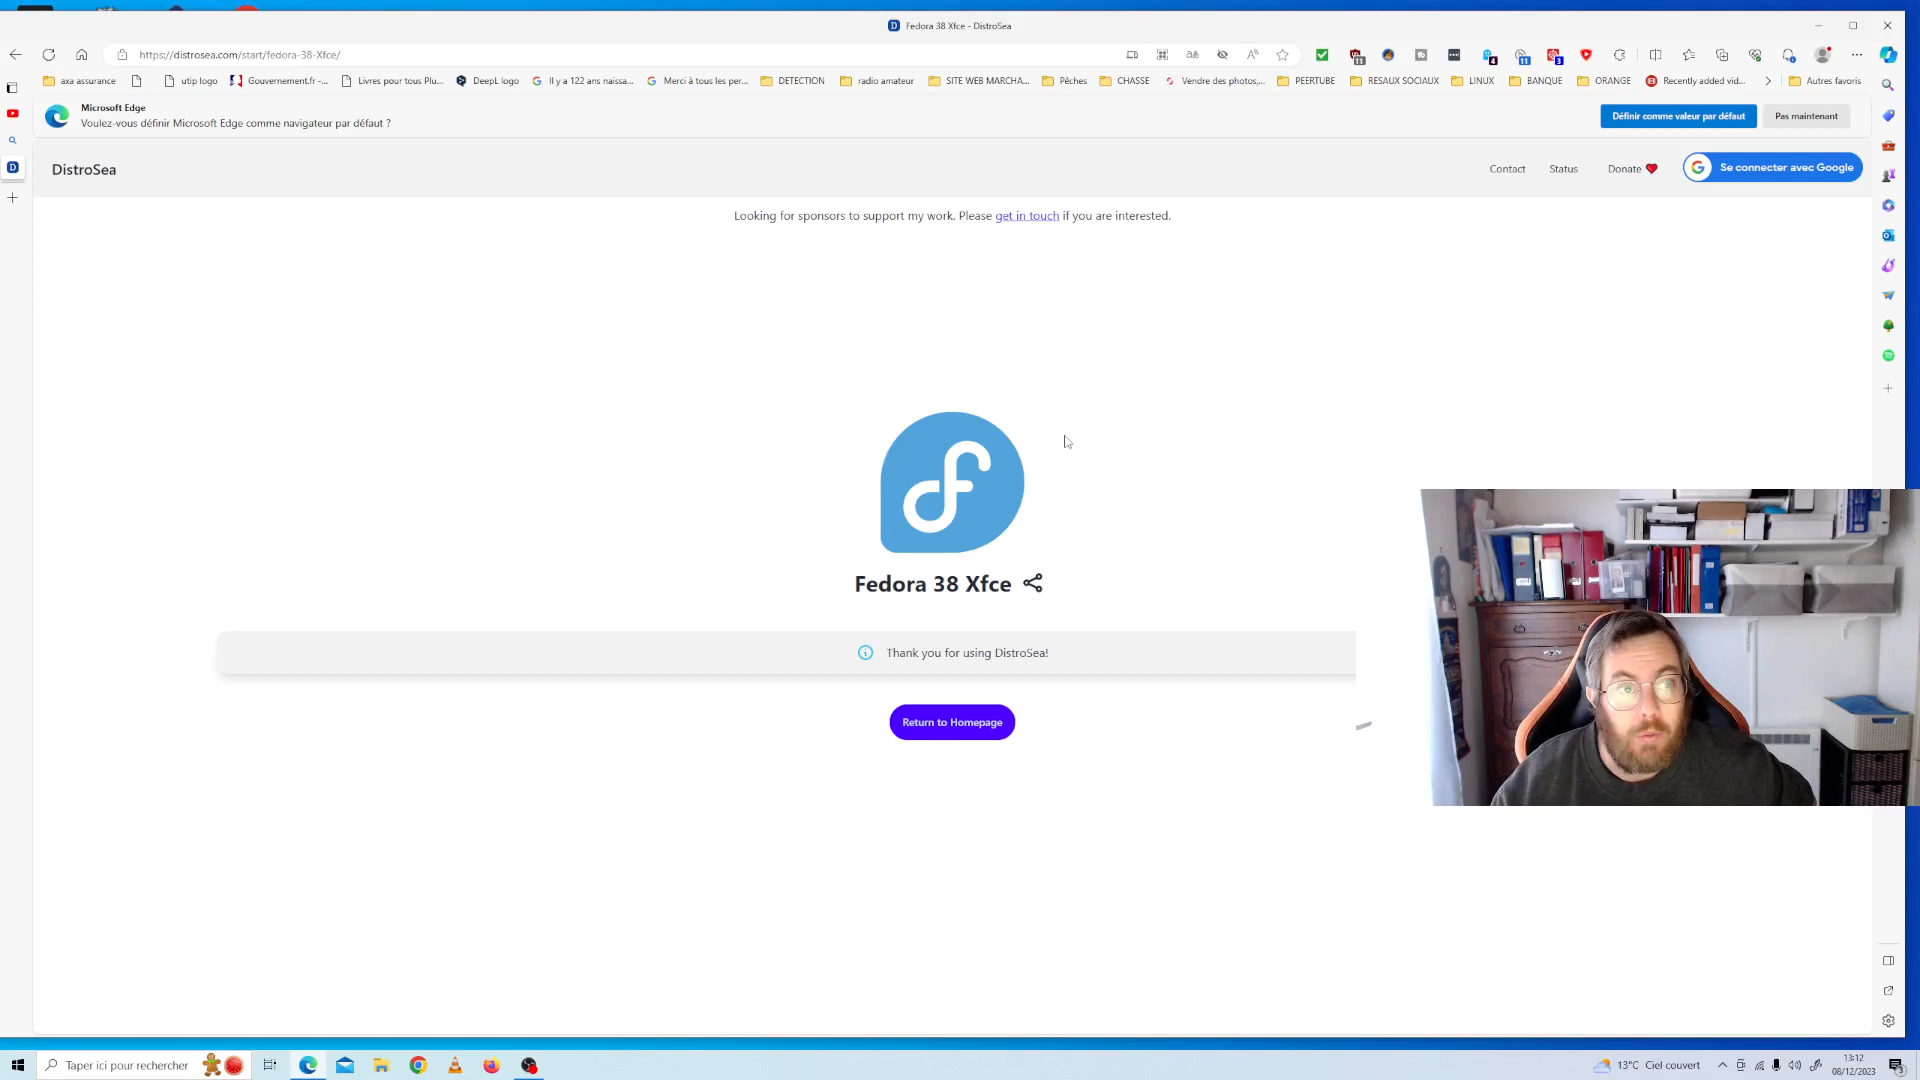 Fedora 38 Xfce - DistroSea
https://distrosea.com/start/fedora-38-Xfce/
axa assurance
utip logo
Gouvernement.fr -...
Livres pour tous Plu...
DeepL logo
Il y a 122 ans naissa...
Merci à tous les per...
DETECTION
radio amateur
SITE WEB MARCHA...
Pêches
CHASSE
Vendre des photos,...
PEERTUBE
RESAUX SOCIAUX
LINUX
BANQUE
ORANGE
Recently added vid...
Autres favoris
Microsoft Edge
Voulez-vous définir Microsoft Edge comme navigateur par défaut ?
Définir comme valeur par défaut
Pas maintenant
DistroSea
Contact
Status
Donate
Se connecter avec Google
Looking for sponsors to support my work. Please get in touch if you are interested.
Fedora 38 Xfce
Thank you for using DistroSea!
Return to Homepage
Taper ici pour rechercher
13°C Ciel couvert
13:12
08/12/2023